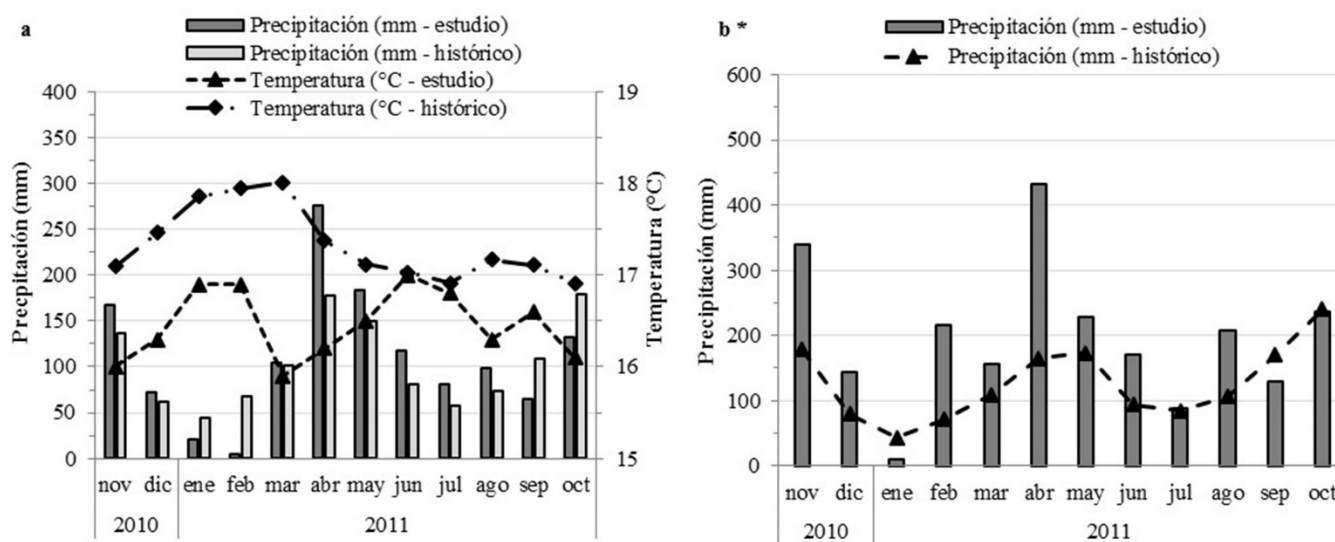 a
Precipitación (mm - estudio)
Precipitación (mm - histórico)
Temperatura (°C - estudio)
Temperatura (°C - histórico)
Precpitación (mm)
400
350
300
250
200
150
100
50
0
19
18
17
16
15
Temperatura (°C)
nov dic ene feb mar abr may jun jul ago sep oct
2010 2011
b *
Precipitación (mm - estudio)
Precipitación (mm - histórico)
Precipitación (mm)
600
500
400
300
200
100
0
nov dic ene feb mar abr may jun jul ago sep oct
2010 2011